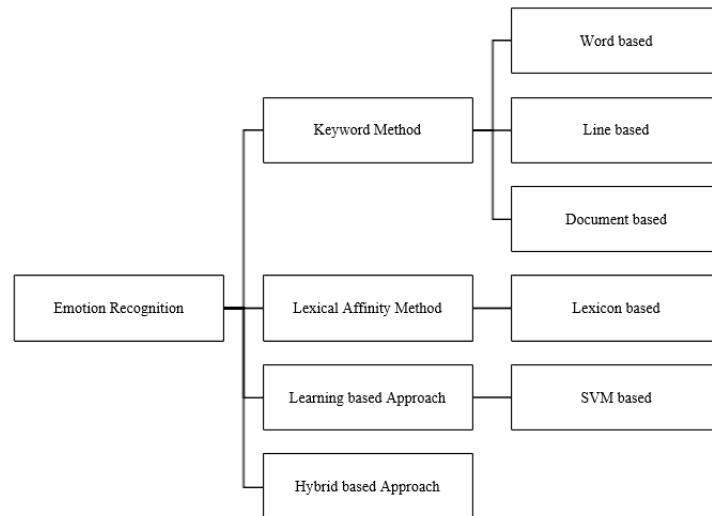 Word based
Keyword Method
Line based
Document based
Emotion Recognition
Lexical Affinity Method
Lexicon based
Learning based Approach
SVM based
Hybrid based Approach